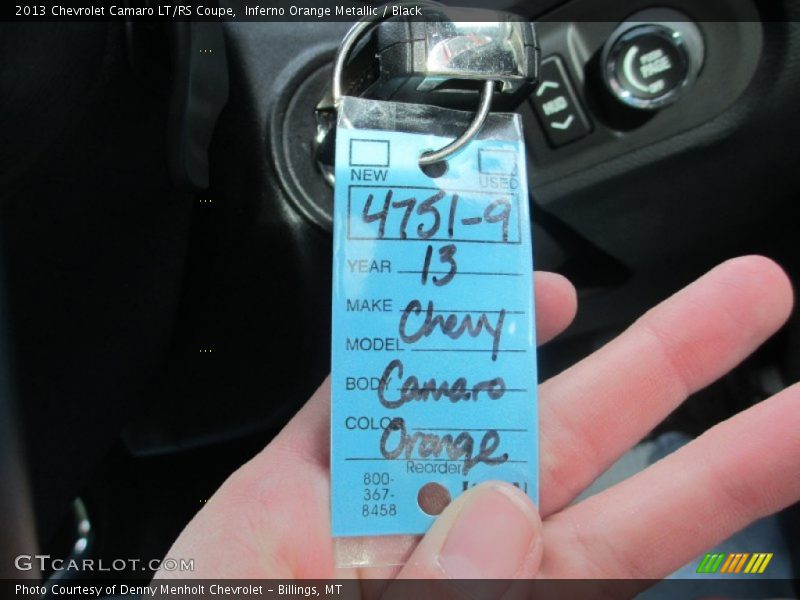 2013 Chevrolet Camaro LT/RS Coupe,  Inferno Orange Metallic / Black
NEW
USED
4751-9
YEAR 13
MAKE Chevy
MODEL
BODY Camaro
COLOR Orange
Reorder
800-
367-
8458
GTCARLOT.COM
Photo Courtesy of Denny Menholt Chevrolet – Billings, MT